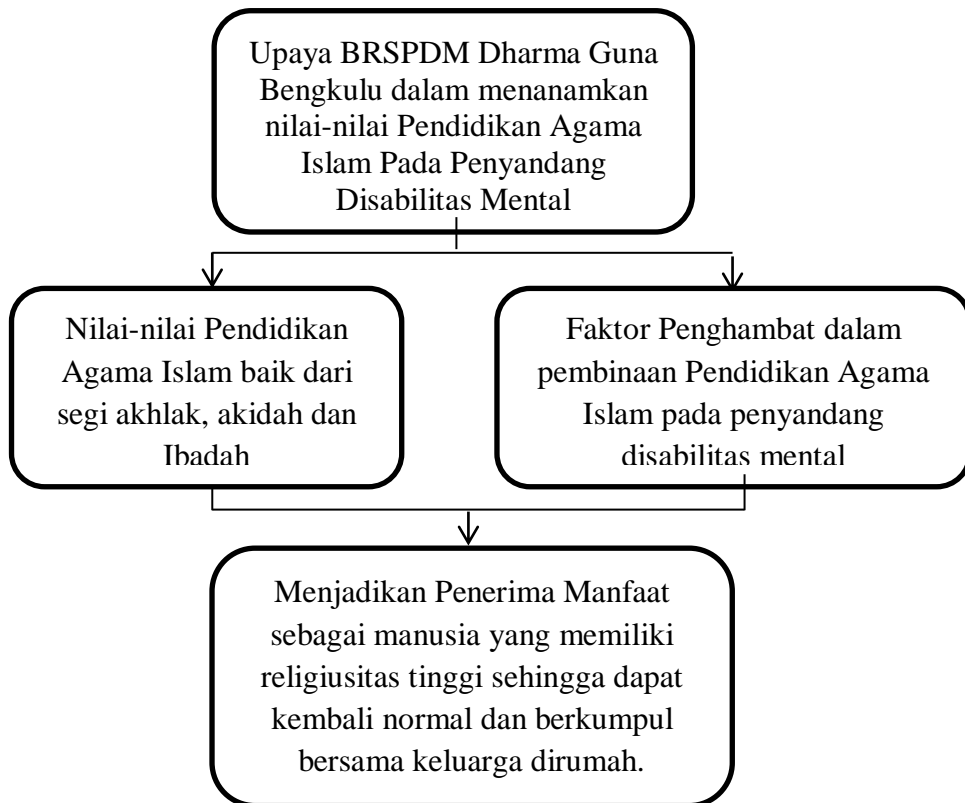 Upaya BRSPDM Dharma Guna
Bengkulu dalam menanamkan
nilai-nilai Pendidikan Agama
Islam Pada Penyandang
Disabilitas Mental
Nilai-nilai Pendidikan
Agama Islam baik dari
segi akhlak, akidah dan
Ibadah
Faktor Penghambat dalam
pembinaan Pendidikan Agama
Islam pada penyandang
disabilitas mental
Menjadikan Penerima Manfaat
sebagai manusia yang memiliki
religiusitas tinggi sehingga dapat
kembali normal dan berkumpul
bersama keluarga dirumah.